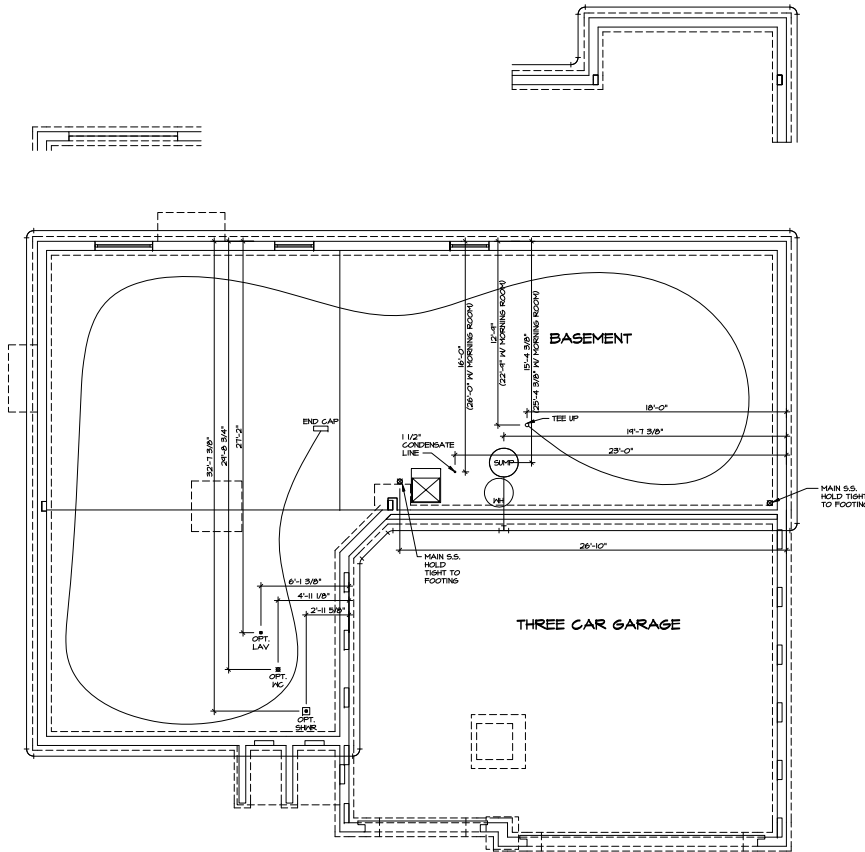 BASEMENT
16'-0"
(26'-0" W/ MORNING ROOM)
12'-9"
(22'-9" W/ MORNING ROOM)
15'-4 3/8"
(25'-4 3/8" W/ MORNING ROOM)
18'-0"
TEE UP
19'-7 3/8"
23'-0"
END CAP
1 1/2"
CONDENSATE
LINE
SUMP
WH
27'-2"
29'-8 3/4"
32'-7 3/8"
MAIN S.S.
HOLD TIGHT
TO FOOTING
26'-10"
MAIN S.S.
HOLD
TIGHT TO
FOOTING
6'-1 3/8"
4'-11 1/8"
2'-11 5/8"
OPT.
LAV
OPT.
WC
OPT.
SHWR
THREE CAR GARAGE